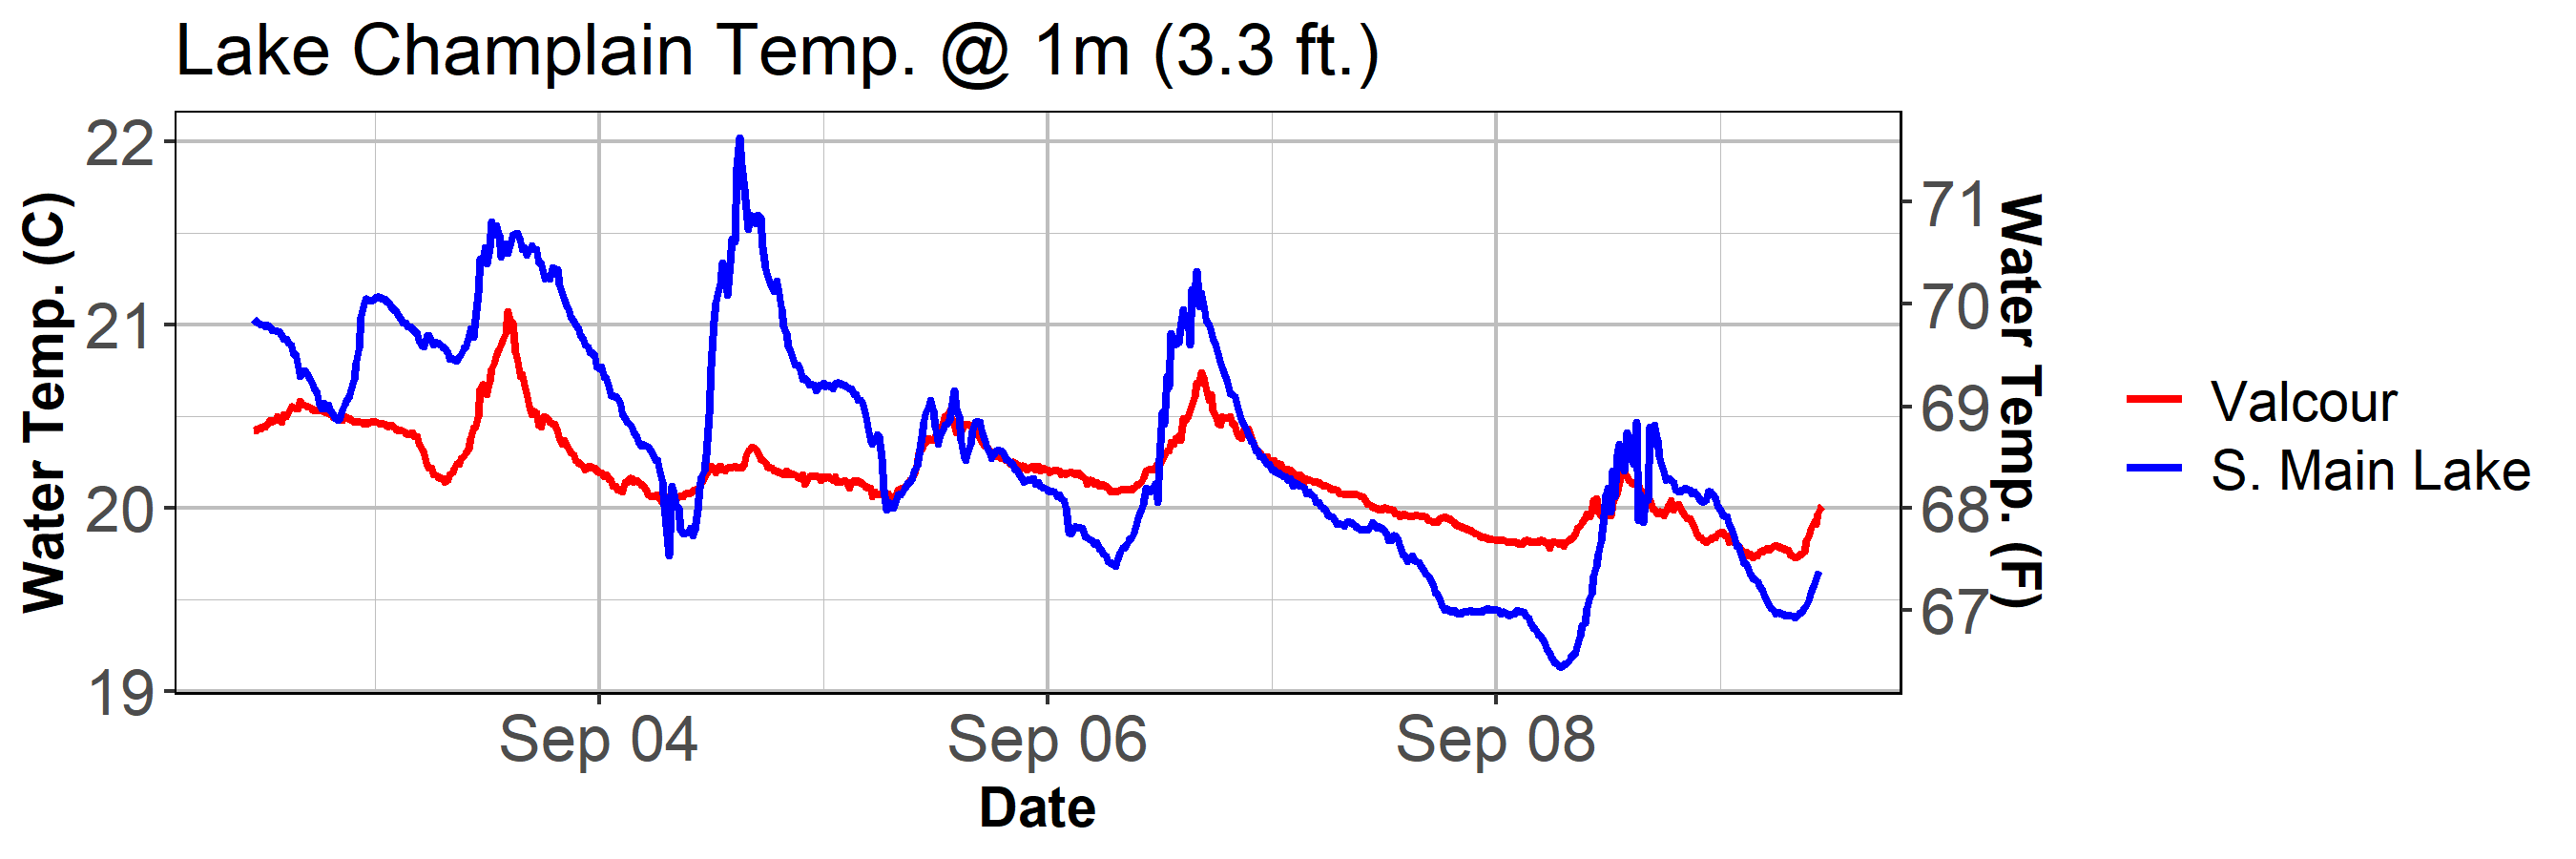 Lake Champlain Temp. @ 1m (3.3 ft.)
Water Temp. (C)
22
21
20
19
71
70
69
68
67
Water Temp. (F)
Sep 04
Sep 06
Sep 08
Date
Valcour
S. Main Lake